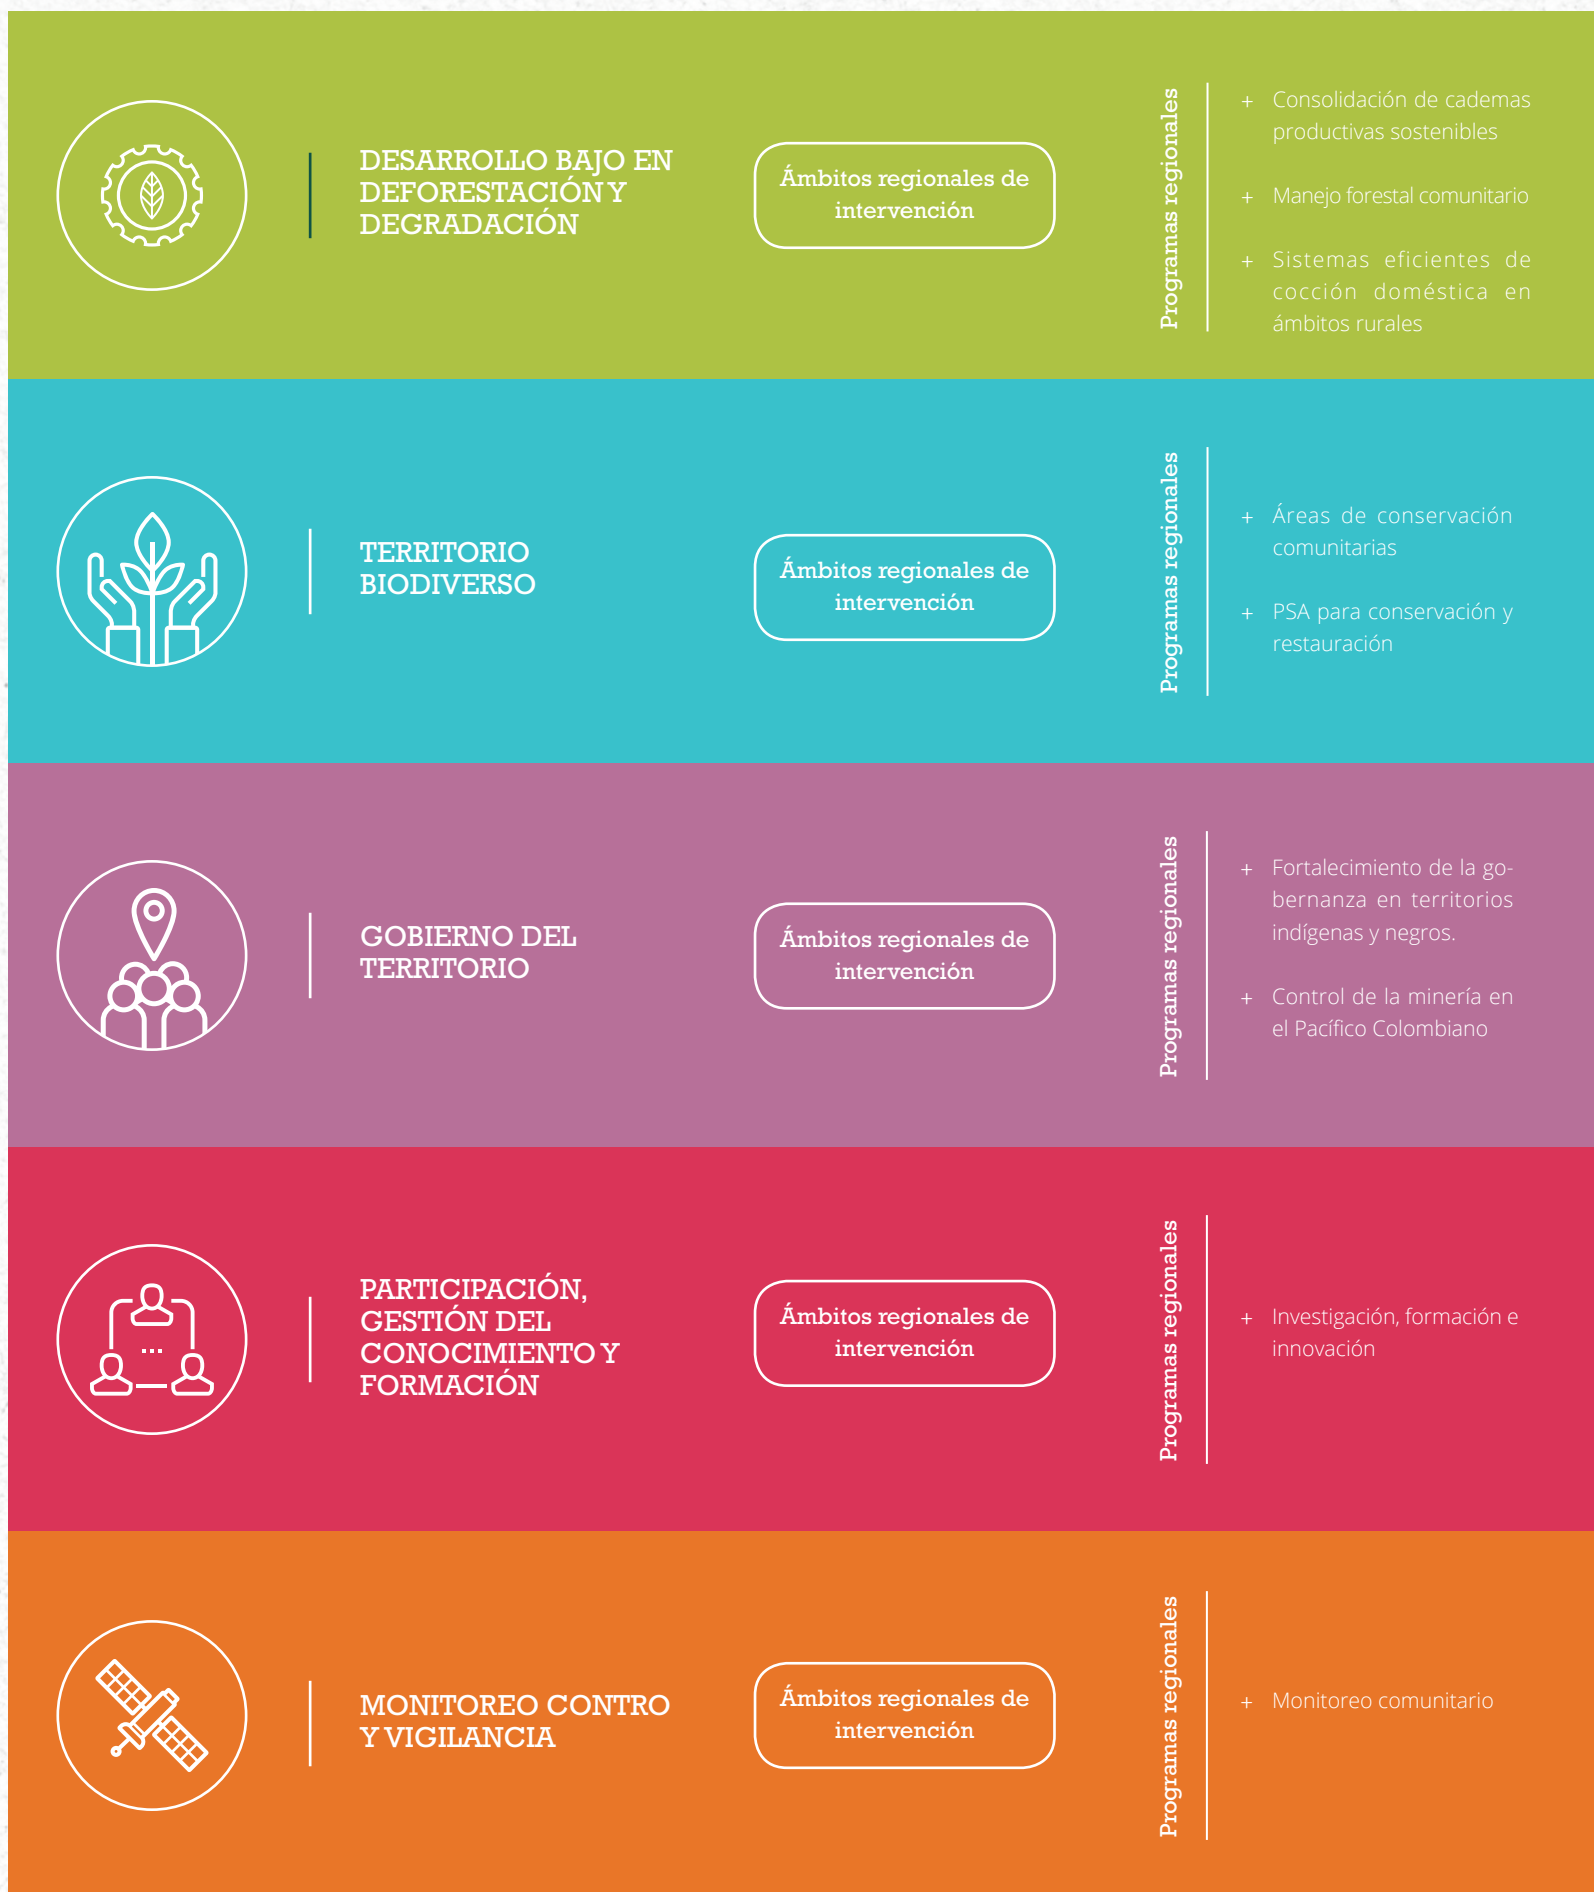 DESARROLLO BAJO EN
DEFORESTACIÓN Y
DEGRADACIÓN
Ámbitos regionales de
intervención
Programas regionales
+ Consolidación de cademas
productivas sostenibles
+ Manejo forestal comunitario
+ Sistemas eficientes de
cocción doméstica en
ámbitos rurales
TERRITORIO
BIODIVERSO
Ámbitos regionales de
intervención
Programas regionales
+ Áreas de conservación
comunitarias
+ PSA para conservación y
restauración
GOBIERNO DEL
TERRITORIO
Ámbitos regionales de
intervención
Programas regionales
+ Fortalecimiento de la go-
bernanza en territorios
indígenas y negros.
+ Control de la minería en
el Pacífico Colombiano
PARTICIPACIÓN,
GESTIÓN DEL
CONOCIMIENTO Y
FORMACIÓN
Ámbitos regionales de
intervención
Programas regionales
+ Investigación, formación e
innovación
MONITOREO CONTRO
Y VIGILANCIA
Ámbitos regionales de
intervención
Programas regionales
+ Monitoreo comunitario